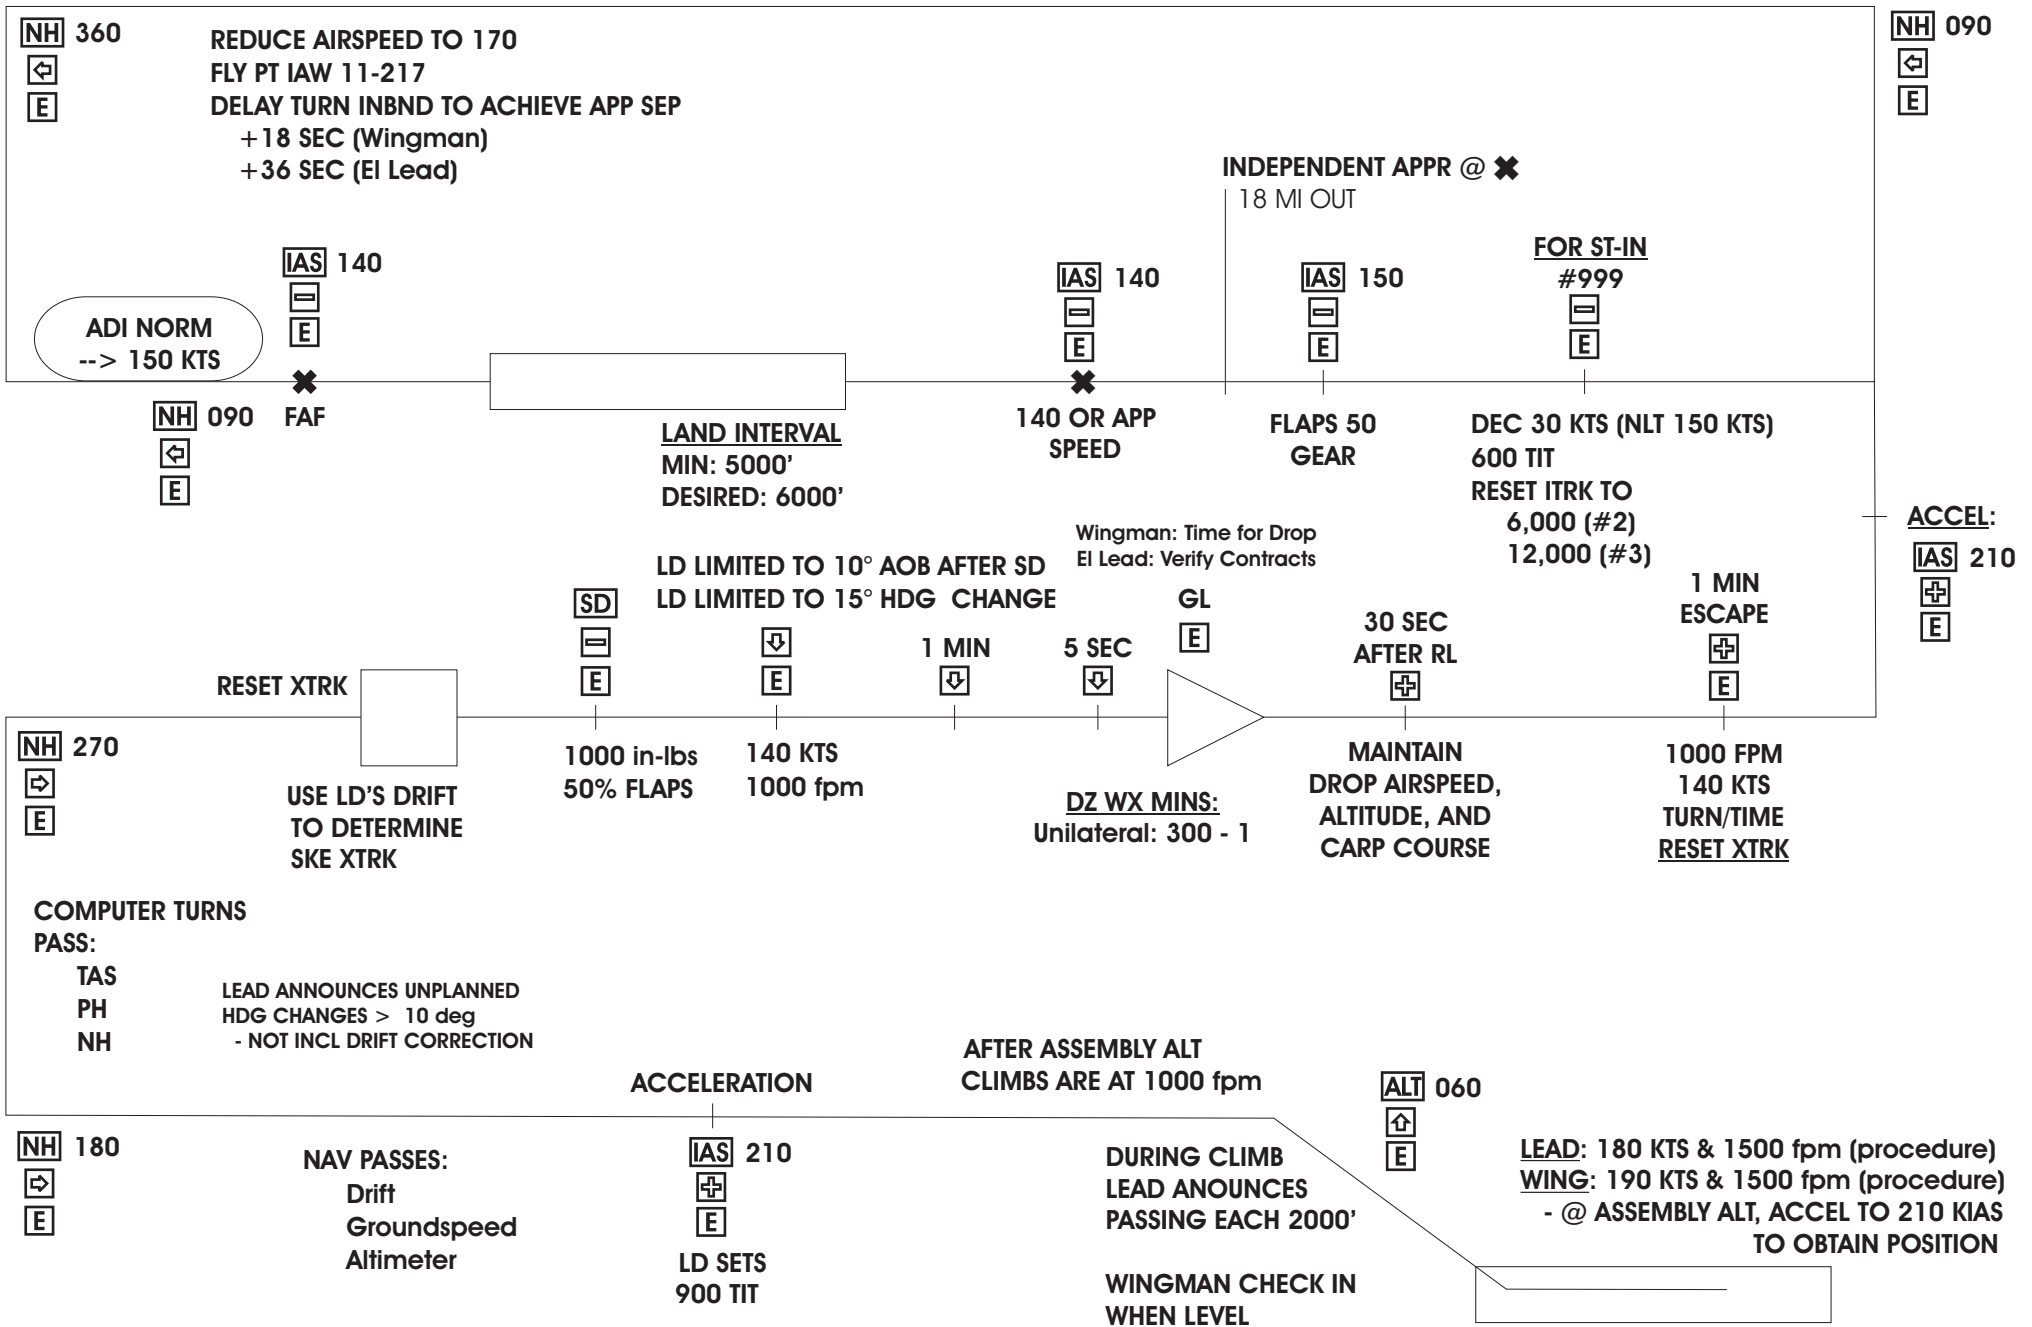 NH 360
⇦
E
REDUCE AIRSPEED TO 170
FLY PT IAW 11-217
DELAY TURN INBND TO ACHIEVE APP SEP
+18 SEC (Wingman)
+36 SEC (El Lead)
NH 090
⇦
E
INDEPENDENT APPR @ ✖
18 MI OUT
ADI NORM
--> 150 KTS
IAS 140
−
E
FAF
NH 090
⇦
E
LAND INTERVAL
MIN: 5000'
DESIRED: 6000'
IAS 140
−
E
140 OR APP
SPEED
IAS 150
−
E
FLAPS 50
GEAR
FOR ST-IN
#999
−
E
DEC 30 KTS (NLT 150 KTS)
600 TIT
RESET ITRK TO
6,000 (#2)
12,000 (#3)
ACCEL:
IAS 210
+
E
RESET XTRK
NH 270
⇨
E
USE LD'S DRIFT
TO DETERMINE
SKE XTRK
SD
−
E
1000 in-lbs
50% FLAPS
LD LIMITED TO 10° AOB AFTER SD
LD LIMITED TO 15° HDG CHANGE
⇩
E
140 KTS
1000 fpm
1 MIN
⇩
5 SEC
⇩
Wingman: Time for Drop
El Lead: Verify Contracts
GL
E
DZ WX MINS:
Unilateral: 300 - 1
30 SEC
AFTER RL
+
MAINTAIN
DROP AIRSPEED,
ALTITUDE, AND
CARP COURSE
1 MIN
ESCAPE
+
E
1000 FPM
140 KTS
TURN/TIME
RESET XTRK
COMPUTER TURNS
PASS:
TAS
PH
NH
LEAD ANNOUNCES UNPLANNED
HDG CHANGES > 10 deg
- NOT INCL DRIFT CORRECTION
NH 180
⇨
E
NAV PASSES:
Drift
Groundspeed
Altimeter
ACCELERATION
IAS 210
+
E
LD SETS
900 TIT
AFTER ASSEMBLY ALT
CLIMBS ARE AT 1000 fpm
DURING CLIMB
LEAD ANOUNCES
PASSING EACH 2000'
WINGMAN CHECK IN
WHEN LEVEL
ALT 060
⇧
E
LEAD: 180 KTS & 1500 fpm (procedure)
WING: 190 KTS & 1500 fpm (procedure)
- @ ASSEMBLY ALT, ACCEL TO 210 KIAS
TO OBTAIN POSITION